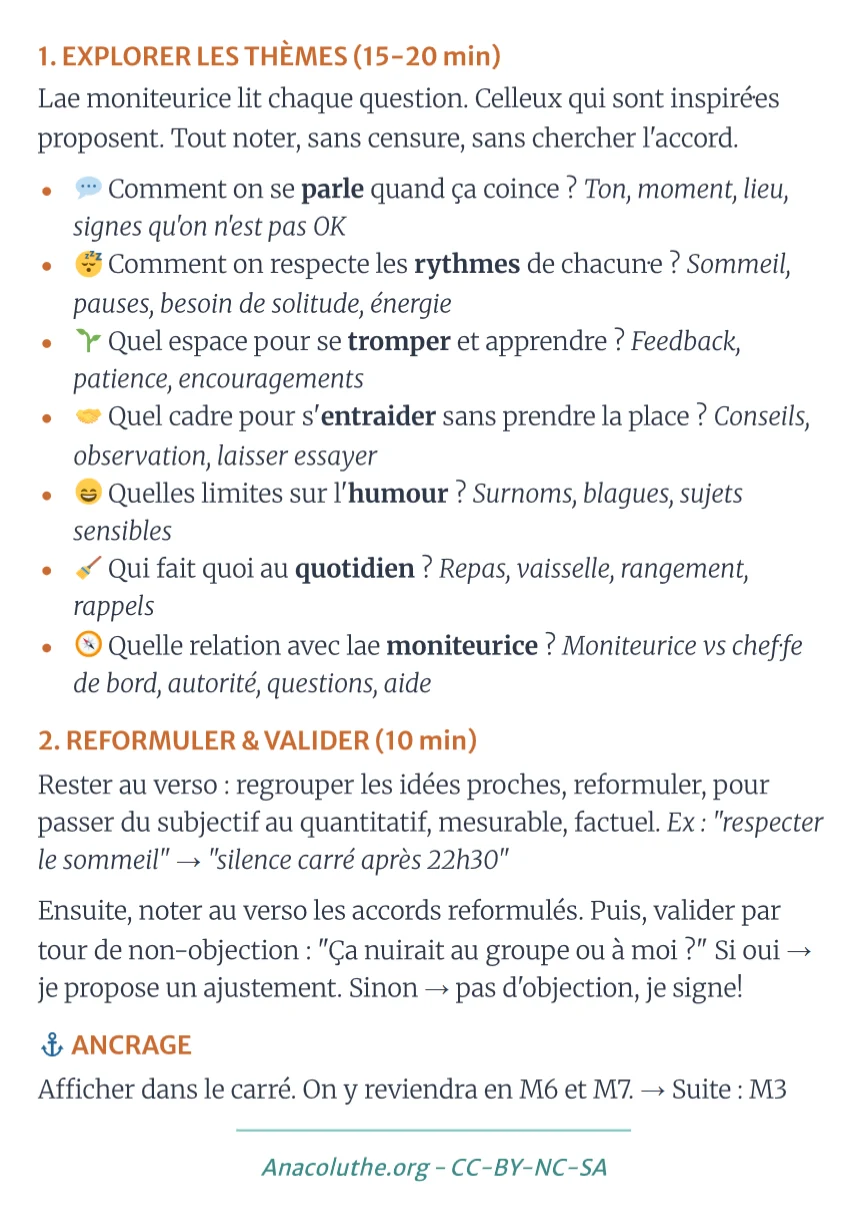 1. EXPLORER LES THÈMES (15–20 min)
Lae moniteurice lit chaque question. Celleux qui sont inspiré·es
proposent. Tout noter, sans censure, sans chercher l'accord.
• 💬 Comment on se parle quand ça coince ? Ton, moment, lieu,
signes qu'on n'est pas OK
• 😴 Comment on respecte les rythmes de chacun·e ? Sommeil,
pauses, besoin de solitude, énergie
• 🌱 Quel espace pour se tromper et apprendre ? Feedback,
patience, encouragements
• 🤝 Quel cadre pour s'entraider sans prendre la place ? Conseils,
observation, laisser essayer
• 😄 Quelles limites sur l'humour ? Surnoms, blagues, sujets
sensibles
• 🧹 Qui fait quoi au quotidien ? Repas, vaisselle, rangement,
rappels
• 🧭 Quelle relation avec lae moniteurice ? Moniteurice vs chef·fe
de bord, autorité, questions, aide
2. REFORMULER & VALIDER (10 min)
Rester au verso : regrouper les idées proches, reformuler, pour
passer du subjectif au quantitatif, mesurable, factuel. Ex : "respecter
le sommeil" → "silence carré après 22h30"
Ensuite, noter au verso les accords reformulés. Puis, valider par
tour de non-objection : "Ça nuirait au groupe ou à moi ?" Si oui →
je propose un ajustement. Sinon → pas d'objection, je signe!
⚓ ANCRAGE
Afficher dans le carré. On y reviendra en M6 et M7. → Suite : M3
Anacoluthe.org - CC-BY-NC-SA